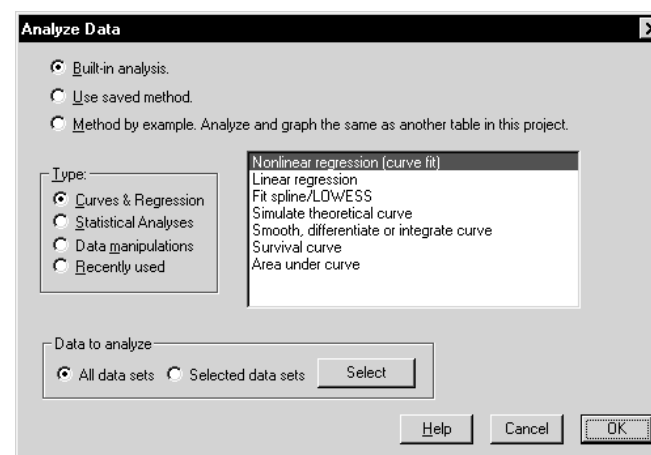 Analyze Data
Built-in analysis.
Use saved method.
Method by example. Analyze and graph the same as another table in this project.
Type:
Curves & Regression
Statistical Analyses
Data manipulations
Recently used
Nonlinear regression (curve fit)
Linear regression
Fit spline/LOWESS
Simulate theoretical curve
Smooth, differentiate or integrate curve
Survival curve
Area under curve
Data to analyze
All data sets Selected data sets Select
Help Cancel OK